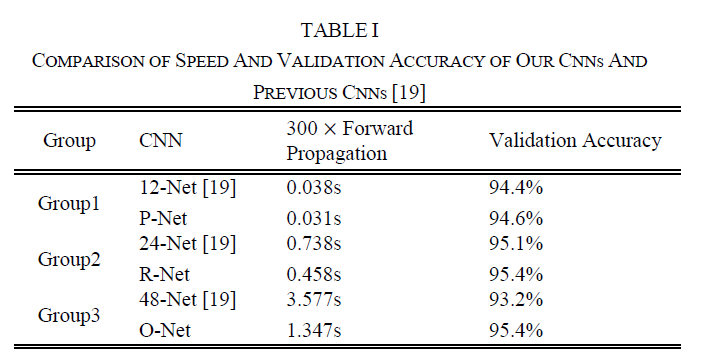 TABLE I
COMPARISON OF SPEED AND VALIDATION ACCURACY OF OUR CNNS AND
PREVIOUS CNNS [19]
Group CNN 300 × Forward Propagation Validation Accuracy
Group1 12-Net [19] 0.038s 94.4%
P-Net 0.031s 94.6%
Group2 24-Net [19] 0.738s 95.1%
R-Net 0.458s 95.4%
Group3 48-Net [19] 3.577s 93.2%
O-Net 1.347s 95.4%